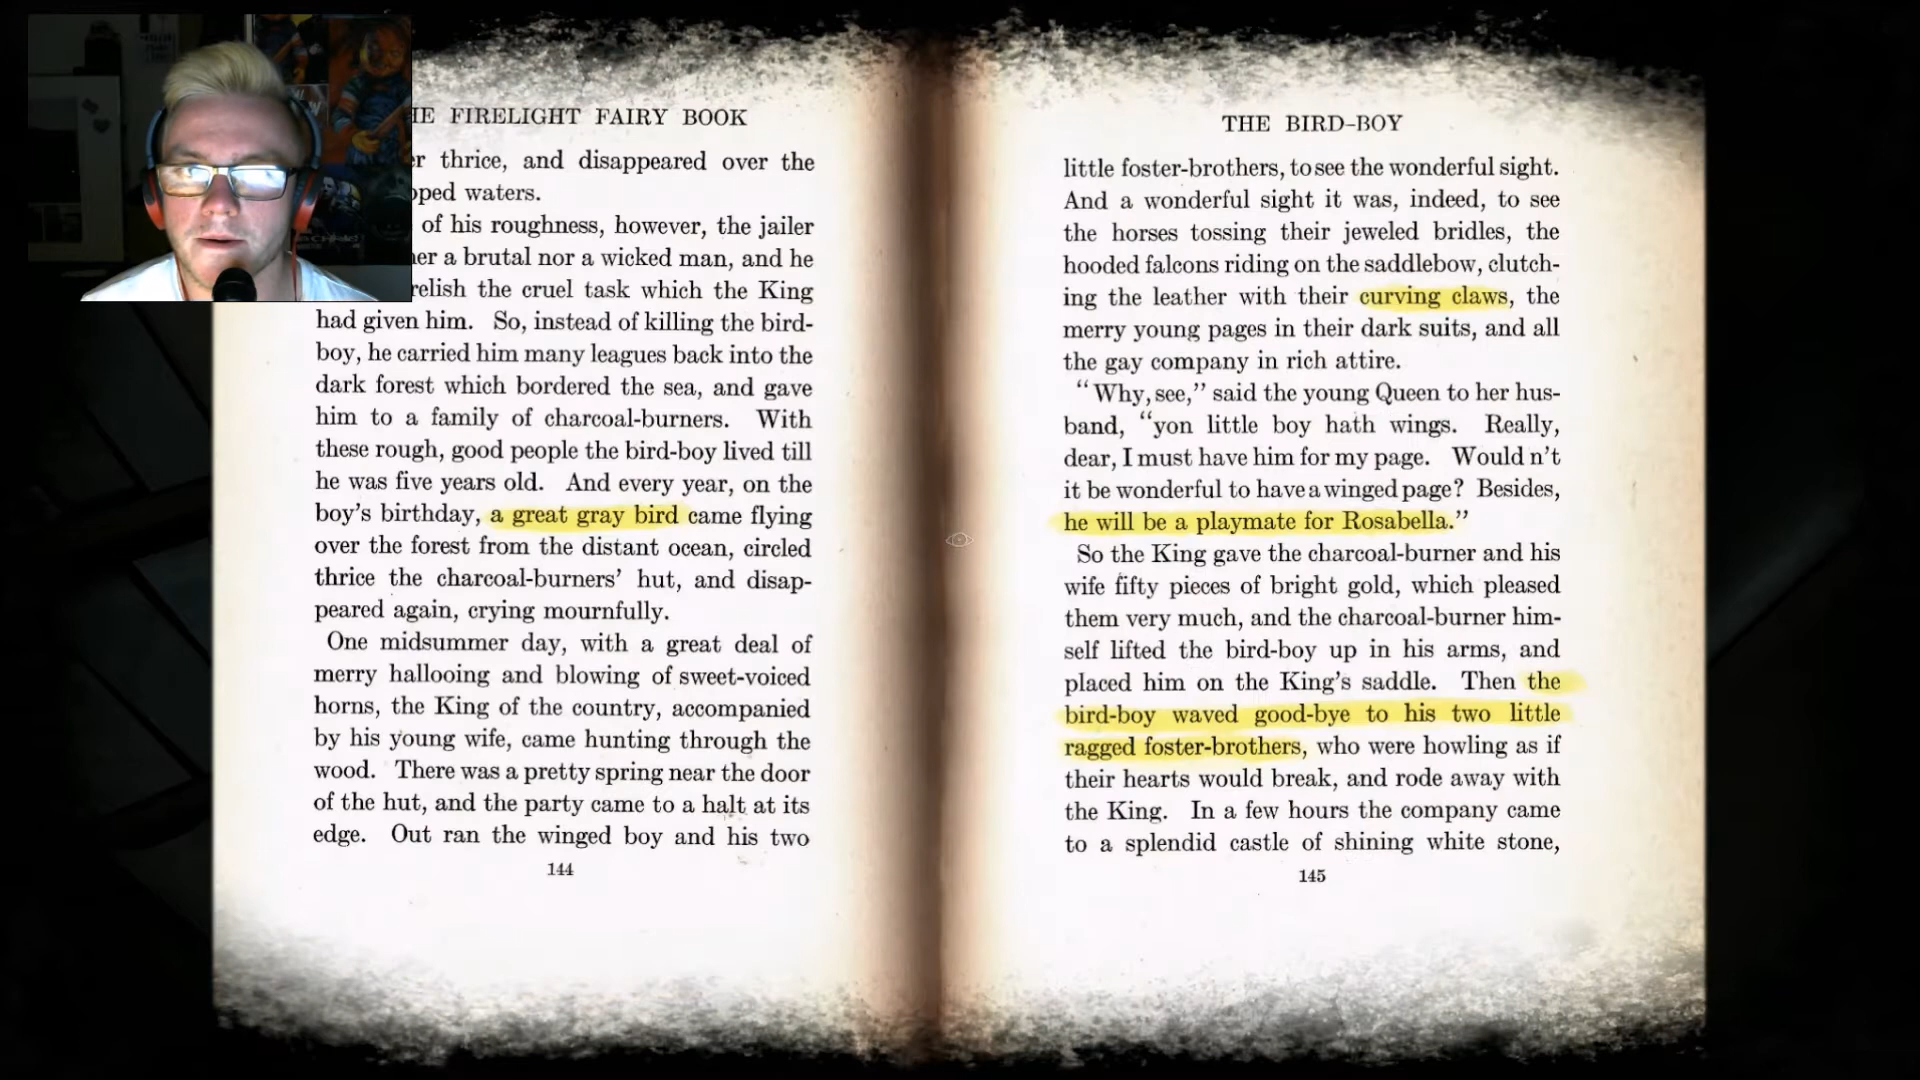 HE FIRELIGHT FAIRY BOOK
er thrice, and disappeared over the
oped waters.
of his roughness, however, the jailer
her a brutal nor a wicked man, and he
relish the cruel task which the King
had given him. So, instead of killing the bird-
boy, he carried him many leagues back into the
dark forest which bordered the sea, and gave
him to a family of charcoal-burners. With
these rough, good people the bird-boy lived till
he was five years old. And every year, on the
boy's birthday, a great gray bird came flying
over the forest from the distant ocean, circled
thrice the charcoal-burners' hut, and disap-
peared again, crying mournfully.
One midsummer day, with a great deal of
merry hallooing and blowing of sweet-voiced
horns, the King of the country, accompanied
by his young wife, came hunting through the
wood. There was a pretty spring near the door
of the hut, and the party came to a halt at its
edge. Out ran the winged boy and his two
144
THE BIRD-BOY
little foster-brothers, to see the wonderful sight.
And a wonderful sight it was, indeed, to see
the horses tossing their jeweled bridles, the
hooded falcons riding on the saddlebow, clutch-
ing the leather with their curving claws, the
merry young pages in their dark suits, and all
the gay company in rich attire.
"Why, see," said the young Queen to her hus-
band, "yon little boy hath wings. Really,
dear, I must have him for my page. Would n't
it be wonderful to have a winged page? Besides,
he will be a playmate for Rosabella."
So the King gave the charcoal-burner and his
wife fifty pieces of bright gold, which pleased
them very much, and the charcoal-burner him-
self lifted the bird-boy up in his arms, and
placed him on the King's saddle. Then the
bird-boy waved good-bye to his two little
ragged foster-brothers, who were howling as if
their hearts would break, and rode away with
the King. In a few hours the company came
to a splendid castle of shining white stone,
145